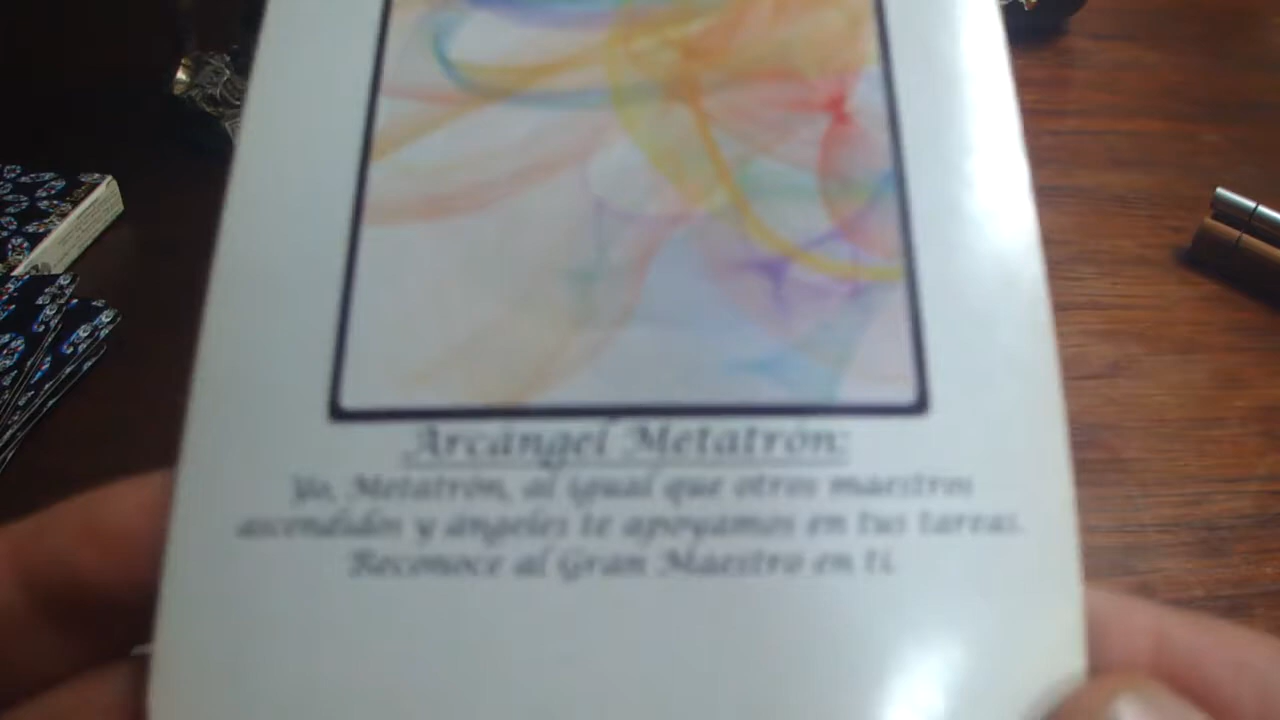 Arcángel Metatrón:
Yo, Metatrón, al igual que otros maestros
ascendidos y ángeles te apoyamos en tus tareas.
Reconoce al Gran Maestro en ti.